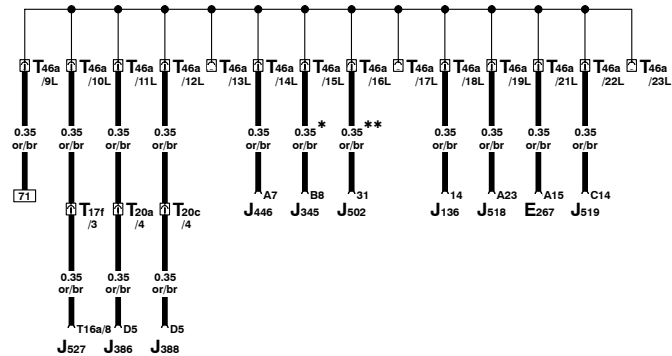 T46a T46a T46a T46a T46a T46a T46a T46a T46a T46a T46a T46a T46a T46a
/9L /10L /11L /12L /13L /14L /15L /16L /17L /18L /19L /21L /22L /23L
0.35 0.35 0.35 0.35 0.35 0.35 * 0.35 ** 0.35 0.35 0.35 0.35
or/br or/br or/br or/br or/br or/br or/br or/br or/br or/br or/br
71 A7 B8 31 14 A23 A15 C14
T17f T20a T20c J446 J345 J502 J136 J518 E267 J519
/3 /4 /4
0.35 0.35 0.35
or/br or/br or/br
T16a/8 D5 D5
J527 J386 J388